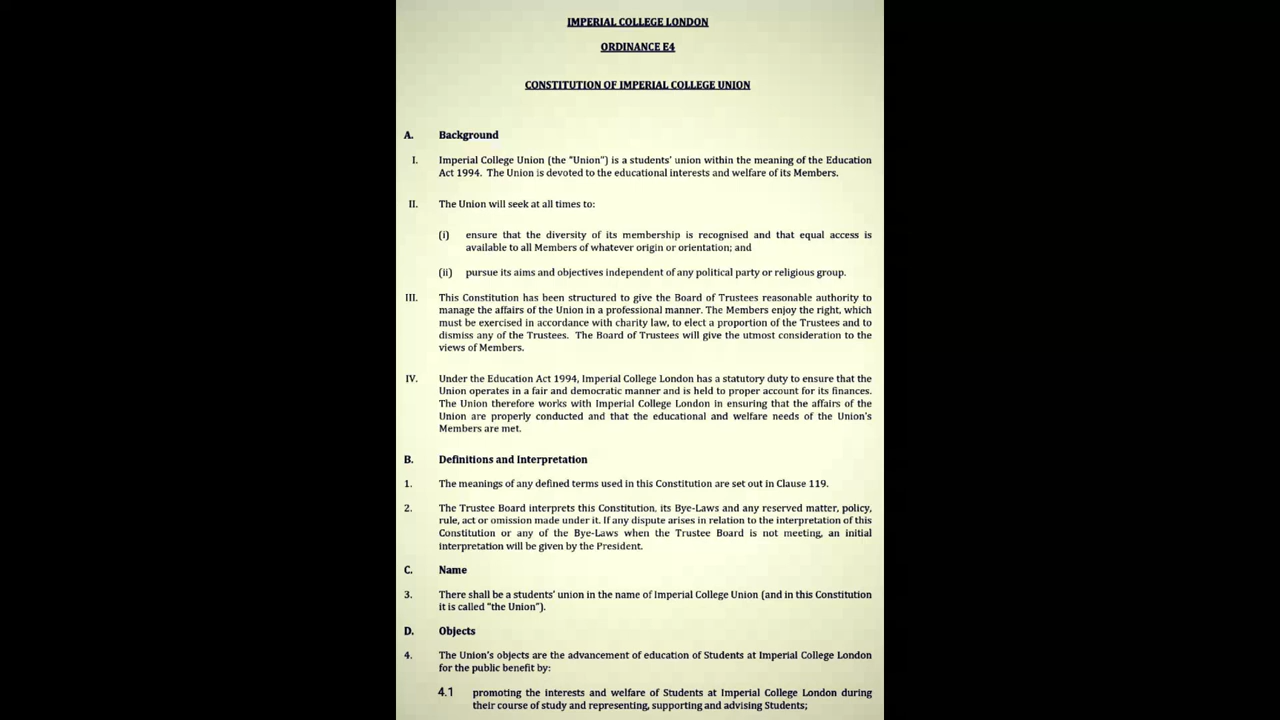 IMPERIAL COLLEGE LONDON
ORDINANCE E4
CONSTITUTION OF IMPERIAL COLLEGE UNION
A. Background
I. Imperial College Union (the "Union") is a students' union within the meaning of the Education
Act 1994. The Union is devoted to the educational interests and welfare of its Members.
II. The Union will seek at all times to:
(i) ensure that the diversity of its membership is recognised and that equal access is
available to all Members of whatever origin or orientation; and
(ii) pursue its aims and objectives independent of any political party or religious group.
III. This Constitution has been structured to give the Board of Trustees reasonable authority to
manage the affairs of the Union in a professional manner. The Members enjoy the right, which
must be exercised in accordance with charity law, to elect a proportion of the Trustees and to
dismiss any of the Trustees. The Board of Trustees will give the utmost consideration to the
views of Members.
IV. Under the Education Act 1994, Imperial College London has a statutory duty to ensure that the
Union operates in a fair and democratic manner and is held to proper account for its finances.
The Union therefore works with Imperial College London in ensuring that the affairs of the
Union are properly conducted and that the educational and welfare needs of the Union's
Members are met.
B. Definitions and Interpretation
1. The meanings of any defined terms used in this Constitution are set out in Clause 119.
2. The Trustee Board interprets this Constitution, its Bye-Laws and any reserved matter, policy,
rule, act or omission made under it. If any dispute arises in relation to the interpretation of this
Constitution or any of the Bye-Laws when the Trustee Board is not meeting, an initial
interpretation will be given by the President.
C. Name
3. There shall be a students' union in the name of Imperial College Union (and in this Constitution
it is called "the Union").
D. Objects
4. The Union's objects are the advancement of education of Students at Imperial College London
for the public benefit by:
4.1 promoting the interests and welfare of Students at Imperial College London during
their course of study and representing, supporting and advising Students;